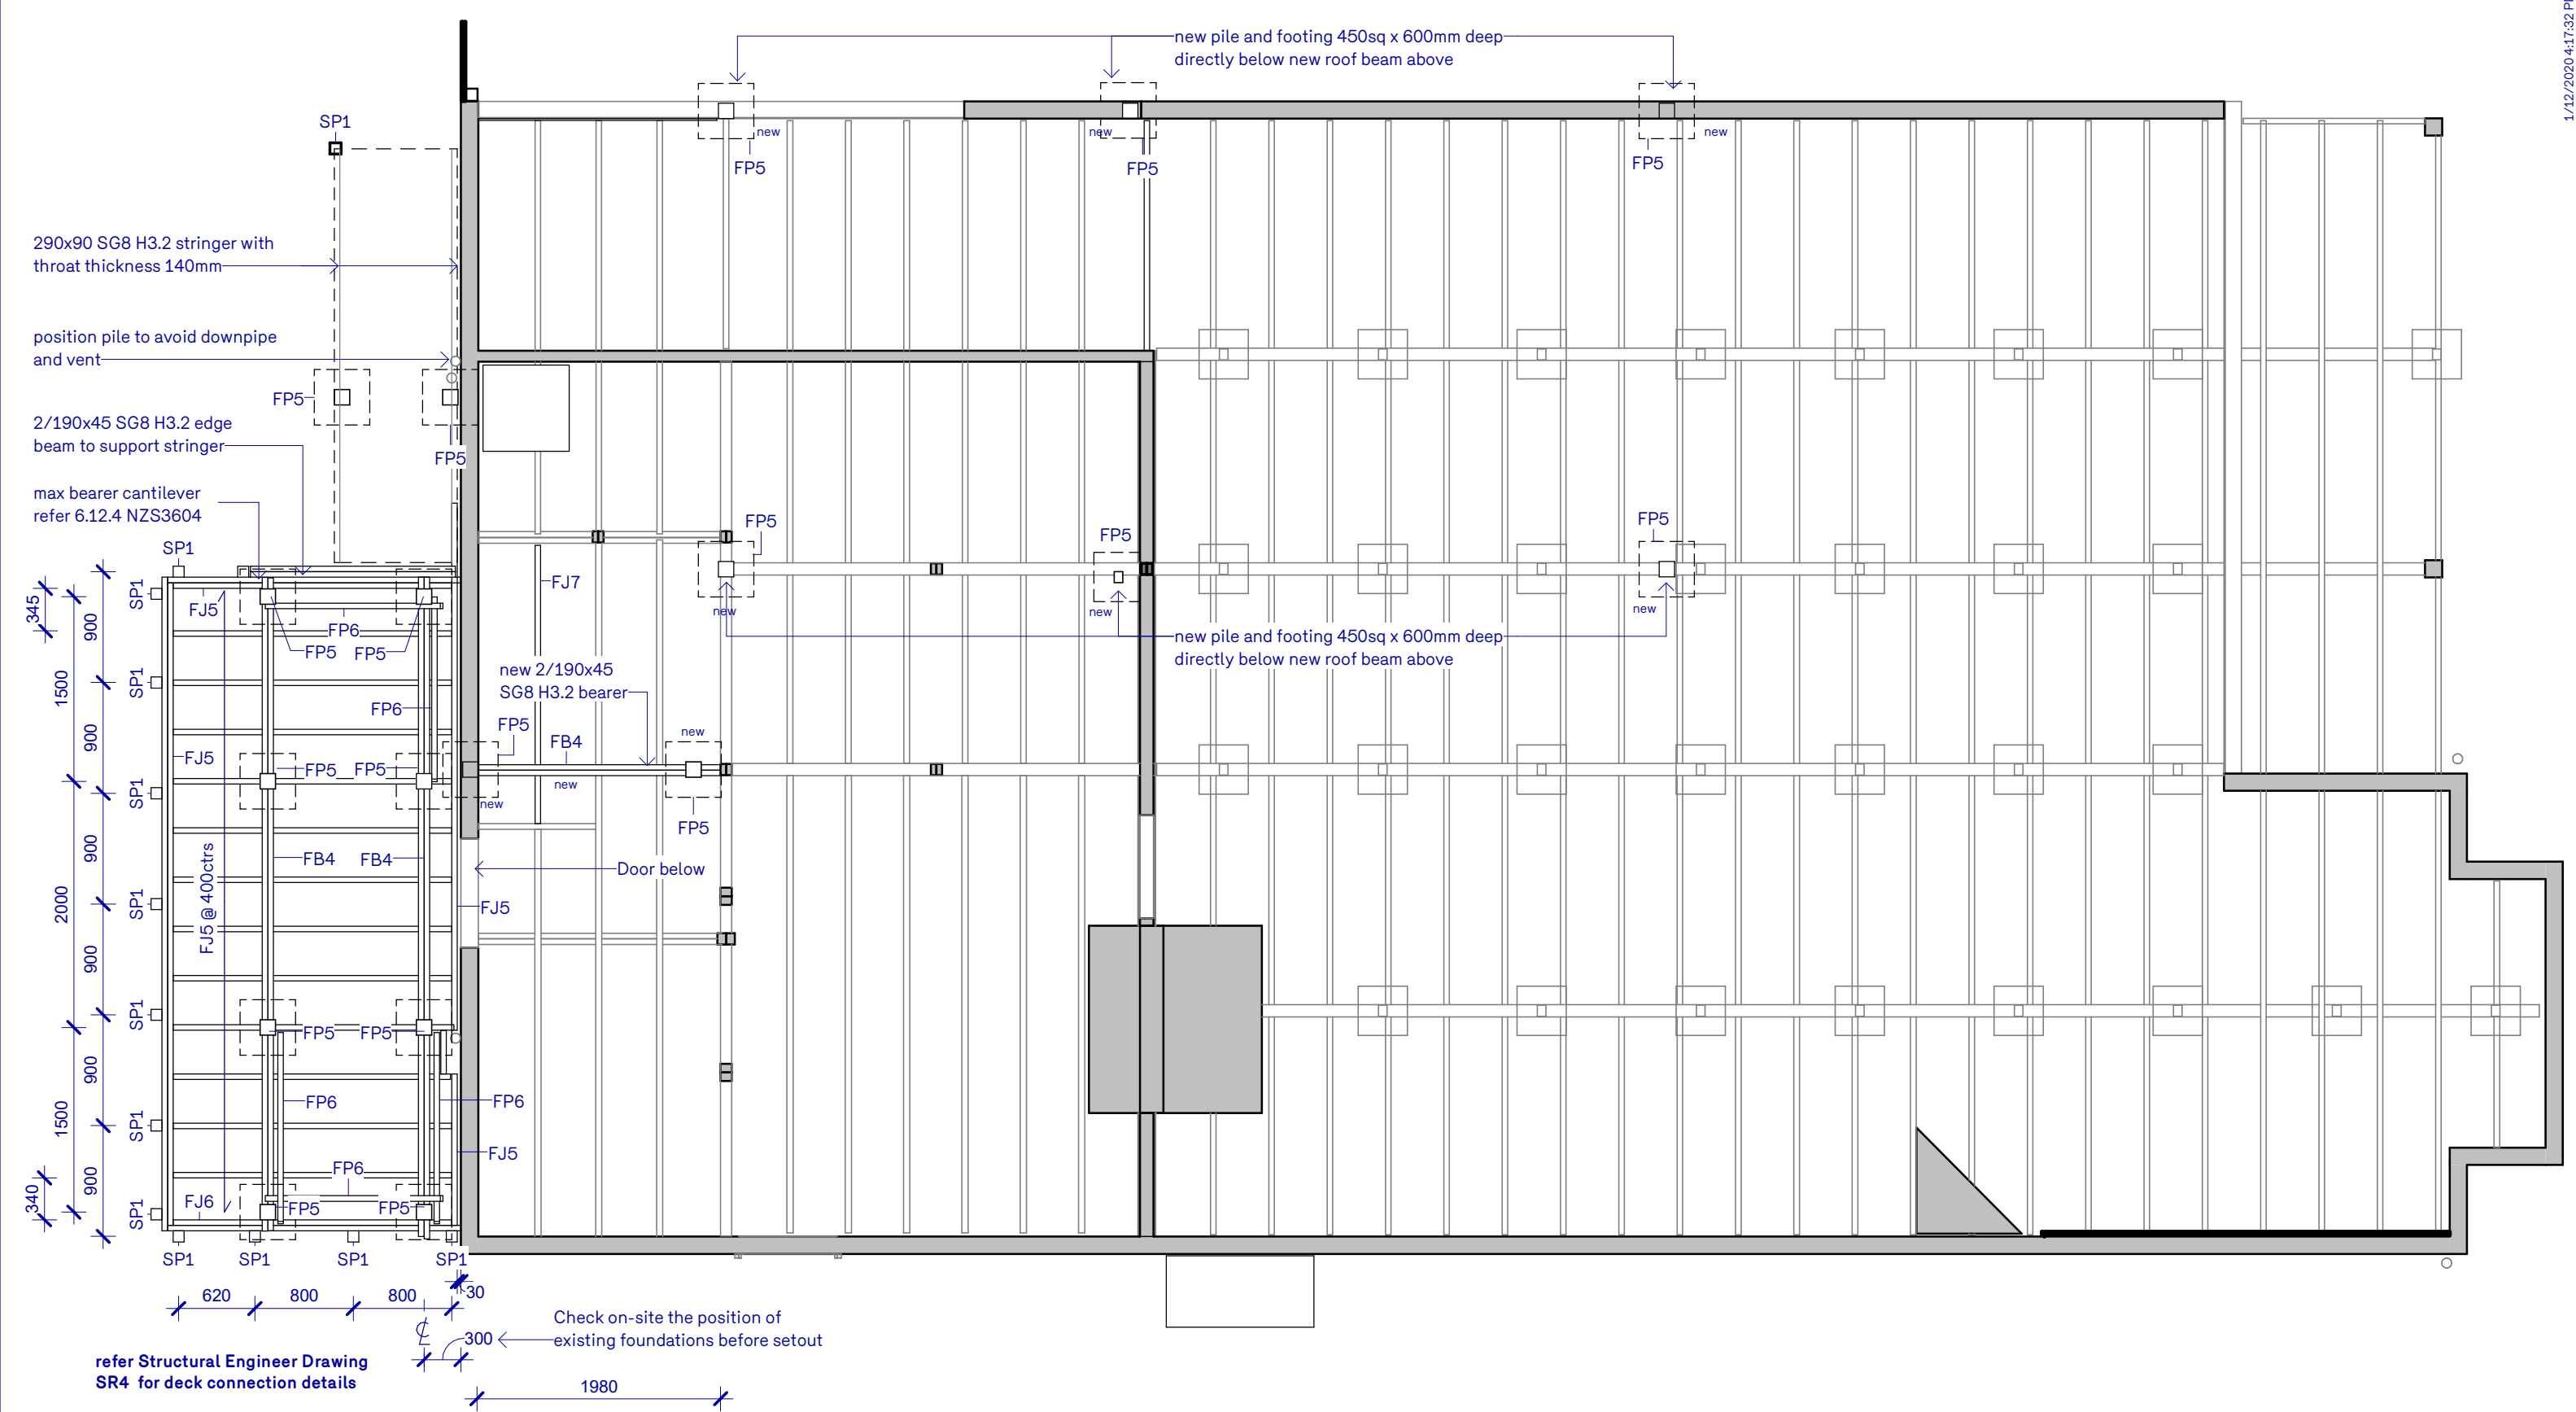 1/12/2020 4:17:32 P
new pile and footing 450sq x 600mm deep
directly below new roof beam above
SP1
new
new
new
FP5
FP5
FP5
290x90 SG8 H3.2 stringer with
throat thickness 140mm
position pile to avoid downpipe
and vent
FP5
2/190x45 SG8 H3.2 edge
beam to support stringer
FP5
max bearer cantilever
refer 6.12.4 NZS3604
FP5
FP5
FP5
SP1
SP1
FJ5
FJ7
345
900
new
new
new
FP6
new pile and footing 450sq x 600mm deep
directly below new roof beam above
FP5
FP5
new 2/190x45
SG8 H3.2 bearer
SP1
1500
FP6
FP5
new
900
FB4
FJ5
FP5
FP5
new
SP1
new
FP5
900
FB4
FB4
Door below
FJ5 @ 400ctrs
2000
SP1
FJ5
900
SP1
FP5
FP5
900
1500
FP6
FP6
SP1
FJ5
FP6
900
340
FJ6
FP5
FP5
SP1
SP1
SP1
SP1
SP1
30
620
800
800
℄
300
Check on-site the position of
existing foundations before setout
refer Structural Engineer Drawing
SR4 for deck connection details
1980